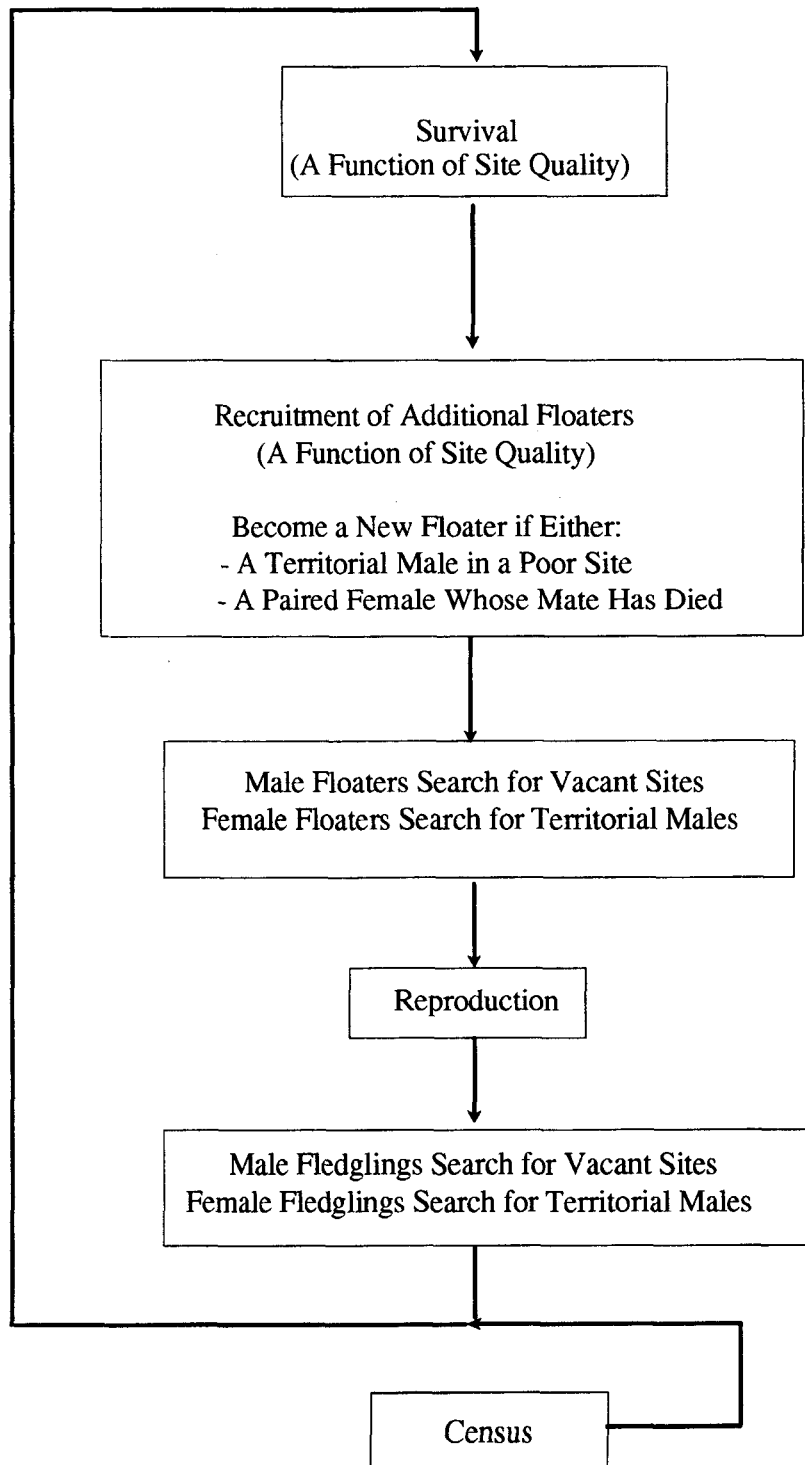 Survival
(A Function of Site Quality)
Recruitment of Additional Floaters
(A Function of Site Quality)
Become a New Floater if Either:
- A Territorial Male in a Poor Site
- A Paired Female Whose Mate Has Died
Male Floaters Search for Vacant Sites
Female Floaters Search for Territorial Males
Reproduction
Male Fledglings Search for Vacant Sites
Female Fledglings Search for Territorial Males
Census